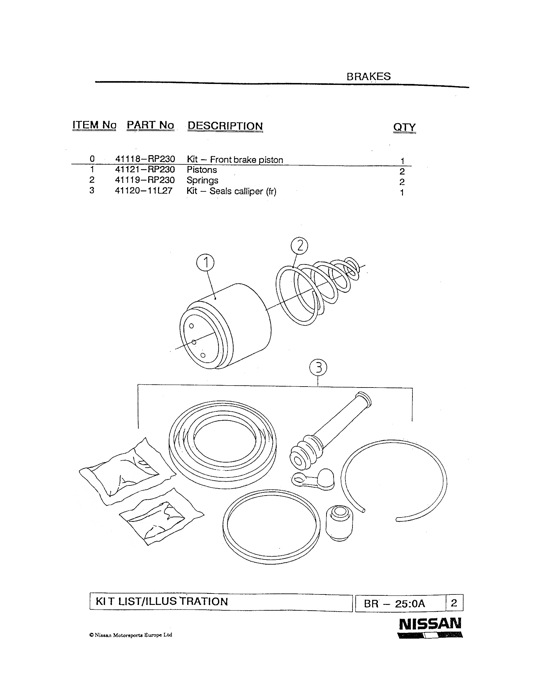 BRAKES
ITEM No PART No DESCRIPTION QTY
0 41118-RP230 Kit - Front brake piston 1
1 41121-RP230 Pistons 2
2 41119-RP230 Springs 2
3 41120-11L27 Kit - Seals calliper (fr) 1
1
2
3
KIT LIST/ILLUSTRATION BR - 25:0A 2
NISSAN
© Nissan Motorsports Europe Ltd